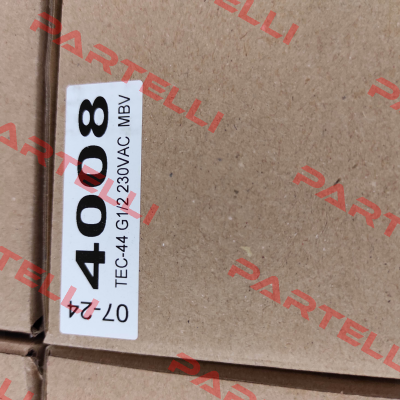 07-24
4008
TEC-44 G1/2 230VAC MBV
PARTELLI
PARTELLI
PARTELLI
PARTELLI
PARTELLI